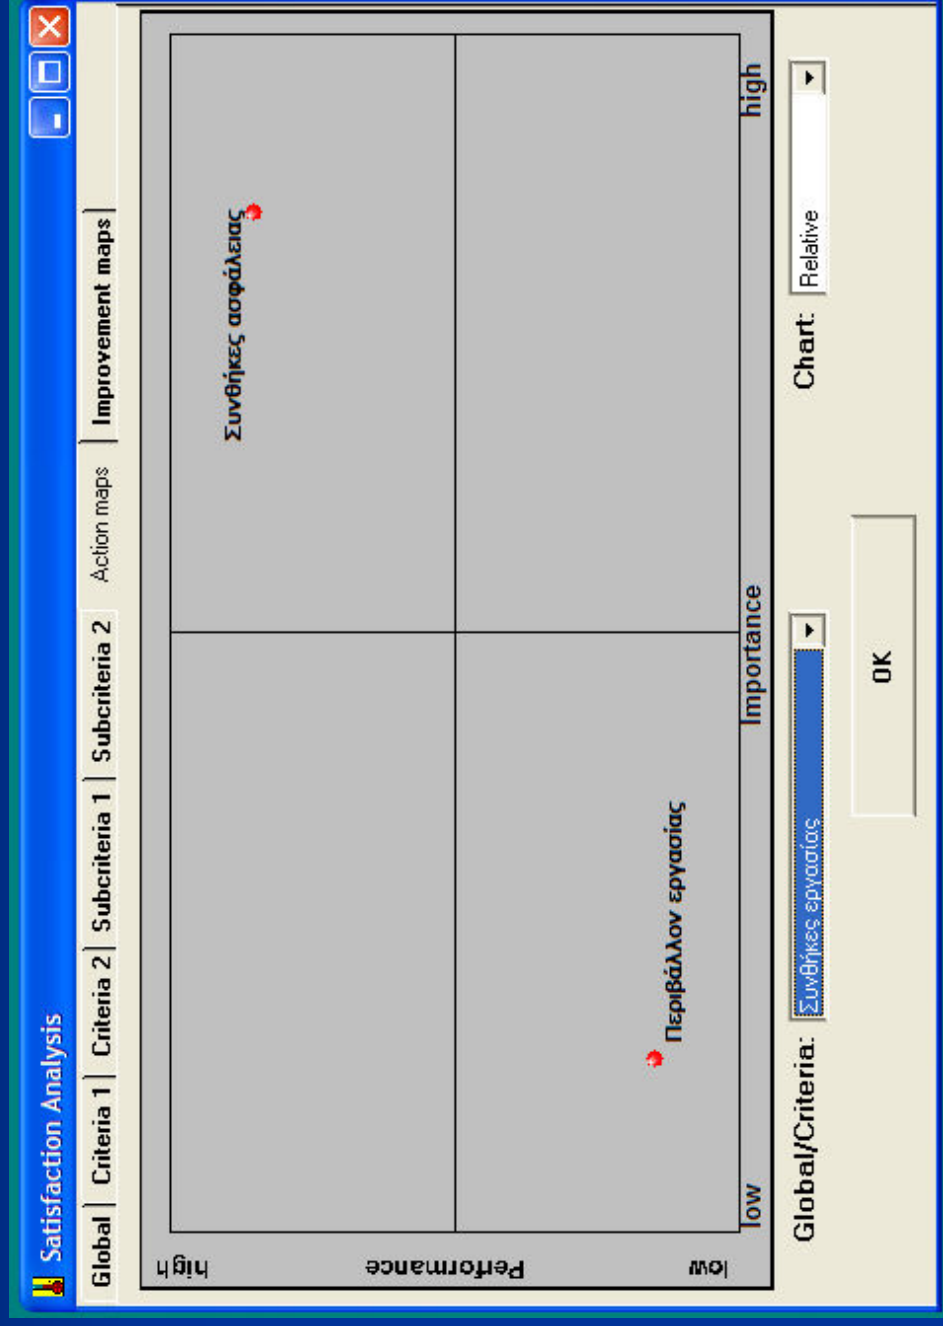 Satisfaction Analysis
Global Criteria 1 Criteria 2 Subcriteria 1 Subcriteria 2 Action maps Improvement maps
high
Συνθήκες ασφάλειας
Performance
Περιβάλλον εργασίας
low
low Importance high
Global/Criteria: Συνθήκες εργασίας Chart: Relative
OK